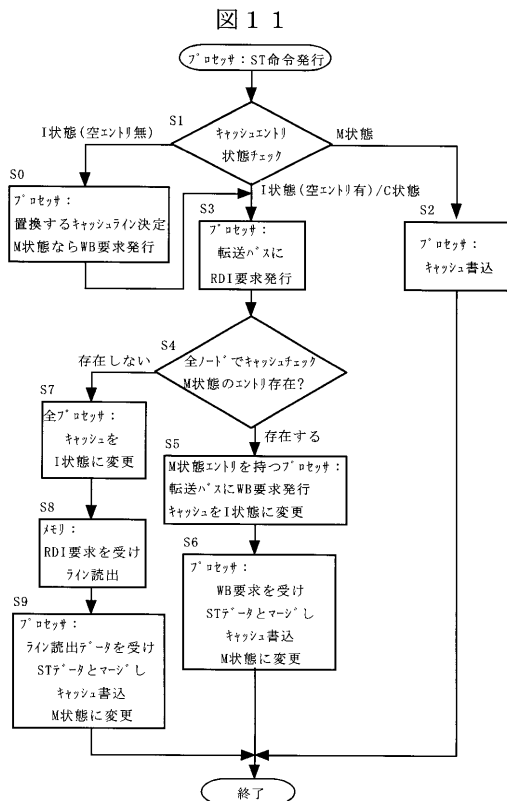 図11
プロセッサ：ST命令発行
S1
キャッシュエントリ
状態チェック
I状態(空エントリ無)
M状態
I状態(空エントリ有)/C状態
S0
プロセッサ：
置換するキャッシュライン決定
M状態ならWB要求発行
S3
プロセッサ：
転送バスに
RDI要求発行
S2
プロセッサ：
キャッシュ書込
S4
全ノードでキャッシュチェック
M状態のエントリ存在?
存在しない
存在する
S7
全プロセッサ：
キャッシュを
I状態に変更
S5
M状態エントリを持つプロセッサ：
転送バスにWB要求発行
キャッシュをI状態に変更
S8
メモリ：
RDI要求を受け
ライン読出
S6
プロセッサ：
WB要求を受け
STデータとマージし
キャッシュ書込
M状態に変更
S9
プロセッサ：
ライン読出データを受け
STデータとマージし
キャッシュ書込
M状態に変更
終了